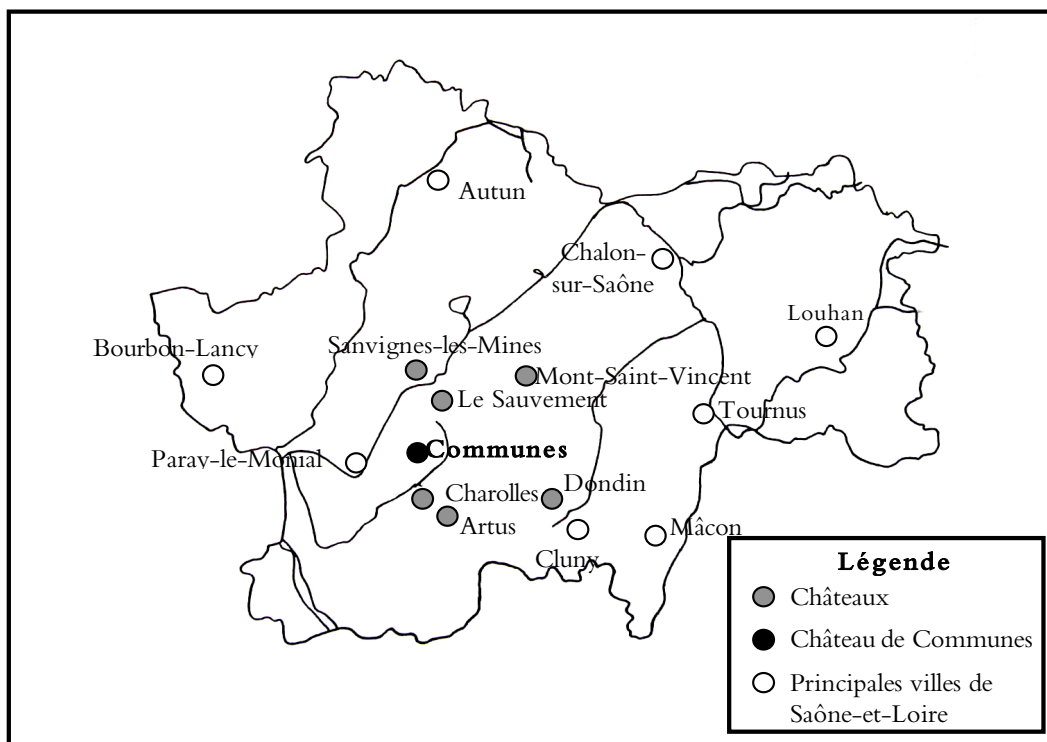 Autun
Chalon-
sur-Saône
Louhan
Bourbon-Lancy
Sanvignes-les-Mines
Mont-Saint-Vincent
Le Sauvement
Tournus
Communes
Paray-le-Monial
Charolles
Dondin
Artus
Cluny
Mâcon
Légende
Châteaux
Château de Communes
Principales villes de
Saône-et-Loire